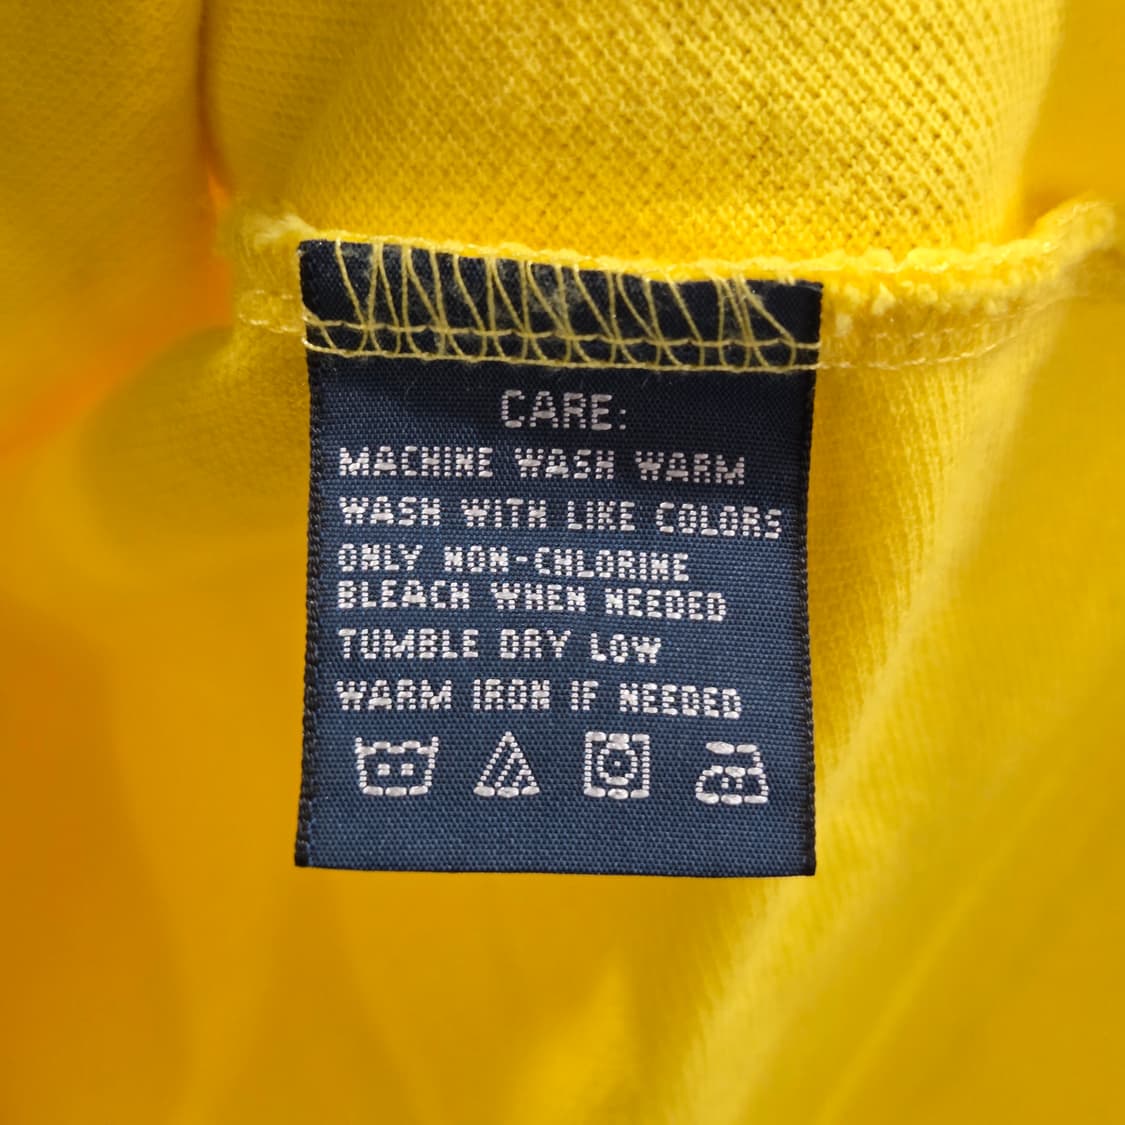 CARE:
MACHINE WASH WARM
WASH WITH LIKE COLORS
ONLY NON-CHLORINE
BLEACH WHEN NEEDED
TUMBLE DRY LOW
WARM IRON IF NEEDED